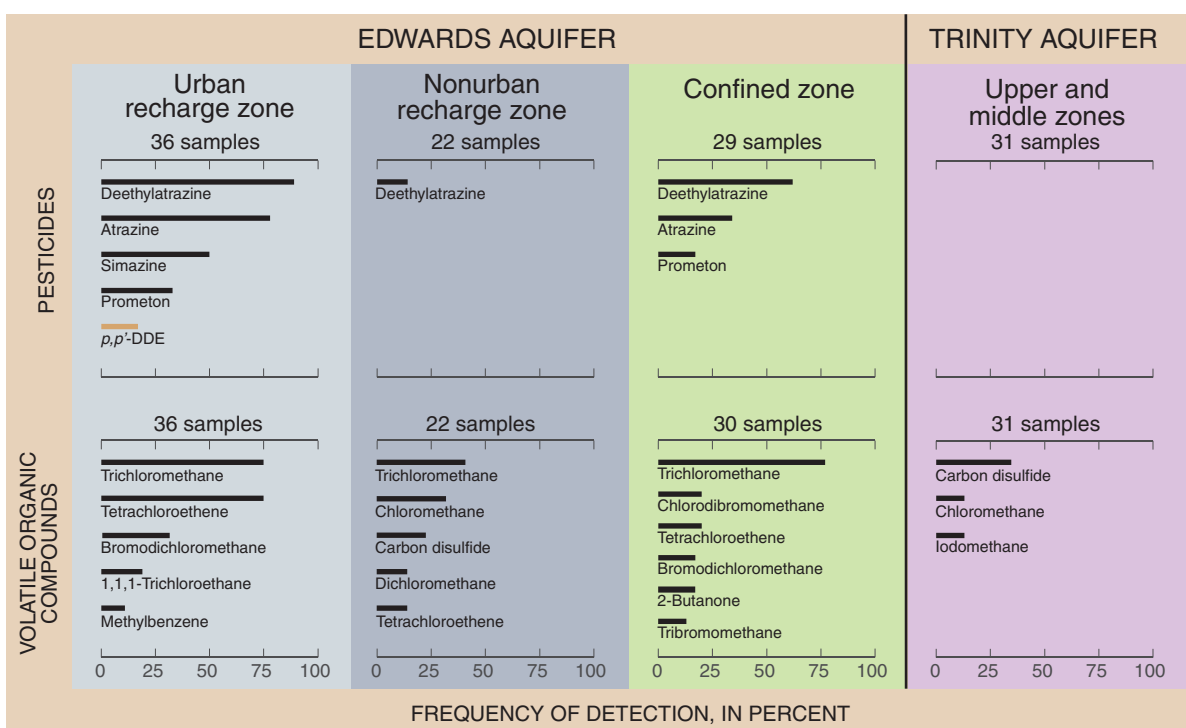 EDWARDS AQUIFER
TRINITY AQUIFER
Urban
recharge zone
Nonurban
recharge zone
Confined zone
Upper and
middle zones
PESTICIDES
36 samples
Deethylatrazine
Atrazine
Simazine
Prometon
p,p'-DDE
22 samples
Deethylatrazine
29 samples
Deethylatrazine
Atrazine
Prometon
31 samples
VOLATILE ORGANIC
COMPOUNDS
36 samples
Trichloromethane
Tetrachloroethene
Bromodichloromethane
1,1,1-Trichloroethane
Methylbenzene
0 25 50 75 100
22 samples
Trichloromethane
Chloromethane
Carbon disulfide
Dichloromethane
Tetrachloroethene
0 25 50 75 100
30 samples
Trichloromethane
Chlorodibromomethane
Tetrachloroethene
Bromodichloromethane
2-Butanone
Tribromomethane
0 25 50 75 100
31 samples
Carbon disulfide
Chloromethane
Iodomethane
0 25 50 75 100
FREQUENCY OF DETECTION, IN PERCENT